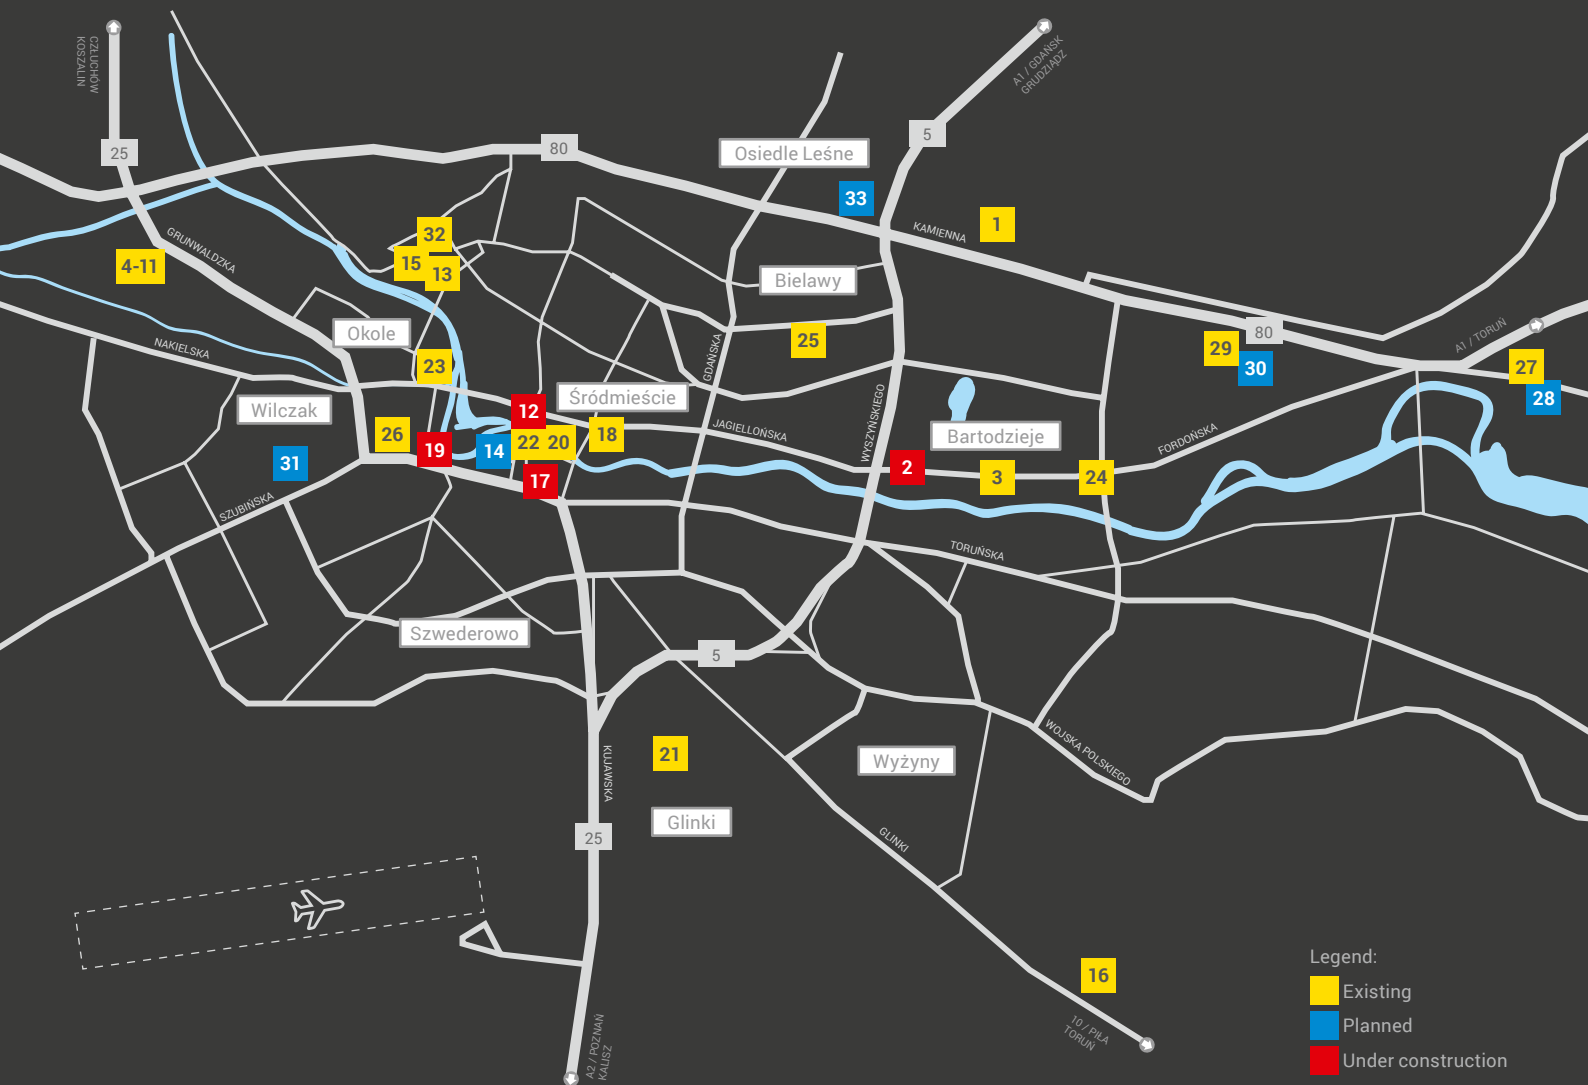 CZŁUCHÓW
KOSZALIN
A1 / GDAŃSK
GRUDZIĄDZ
25
80
5
Osiedle Leśne
33
1
KAMIENNA
32
15
13
GRUNWALDZKA
4-11
Bielawy
Okole
NAKIELSKA
25
GDAŃSKA
80
29
30
A1 / TORUŃ
27
28
23
Śródmieście
Wilczak
12
18
JAGIELLOŃSKA
WYSZYŃSKIEGO
Bartodzieje
FORDOŃSKA
26
19
14
22
20
17
31
2
3
24
SZUBIŃSKA
TORUŃSKA
Szwederowo
5
21
KUJAWSKA
Wyżyny
WOJSKA POLSKIEGO
Glinki
25
GLINKI
16
10 / PIŁA
TORUŃ
A2 / POZNAŃ
KALISZ
Legend:
Existing
Planned
Under construction